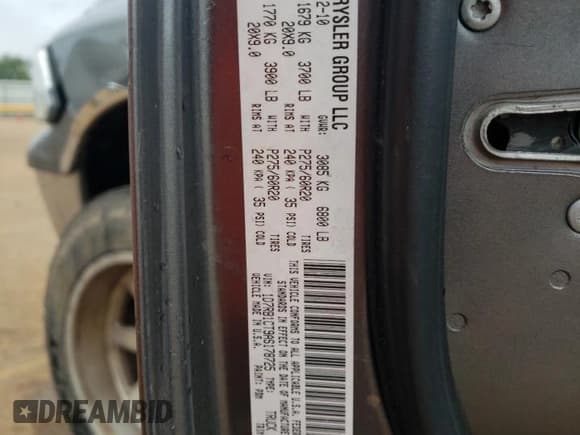 RYSLER GROUP LLC
2-10
GVWR: 3085 KG 6800 LB
1679 KG 3700 LB WITH P275/60R20 TIRES
20X9.0 RIMS AT 240 KPA ( 35 PSI) COLD
1770 KG 3900 LB WITH P275/60R20 TIRES
20X9.0 RIMS AT 240 KPA ( 35 PSI) COLD
THIS VEHICLE CONFORMS TO ALL APPLICABLE U.S.A. FEDER
STANDARDS IN EFFECT ON THE DATE OF MANUFACTURE
VIN: TYPE: TRUCK
VEHICLE MADE IN U.S.A. PAINT: PDM TRIM
DREAMBID